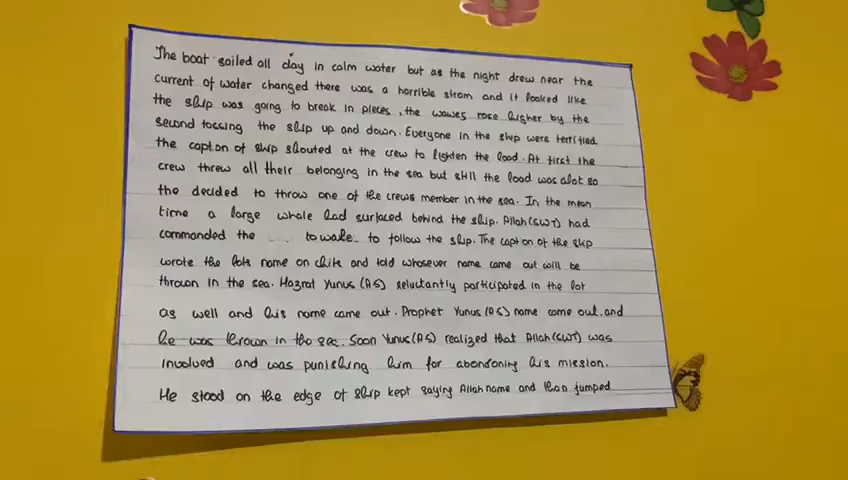 The boat sailed all day in calm water but as the night drew near the
current of water changed there was a horrible strom and it looked like
the ship was going to break in pieces, the waves rose higher by the
second tossing the ship up and down. Everyone in the ship were terrified
the caption of ship shouted at the crew to lighten the load. At first the
crew threw all their belonging in the sea but still the load was alot so
the decided to throw one of the crews member in the sea. In the mean
time a large whale had surfaced behind the ship. Allah (SWT) had
commanded the to wale to follow the ship. The caption of the ship
wrote the lots name on chits and told whosever name came out will be
thrown in the sea. Hazrat Yunus (AS) reluctantly participated in the lot
as well and his name came out. Prophet Yunus (AS) name came out. and
he was thrown in the sea. Soon Yunus (AS) realized that Allah (SWT) was
involved and was punishing him for abondoning his mission.
He stood on the edge of ship kept saying Allah name and then jumped